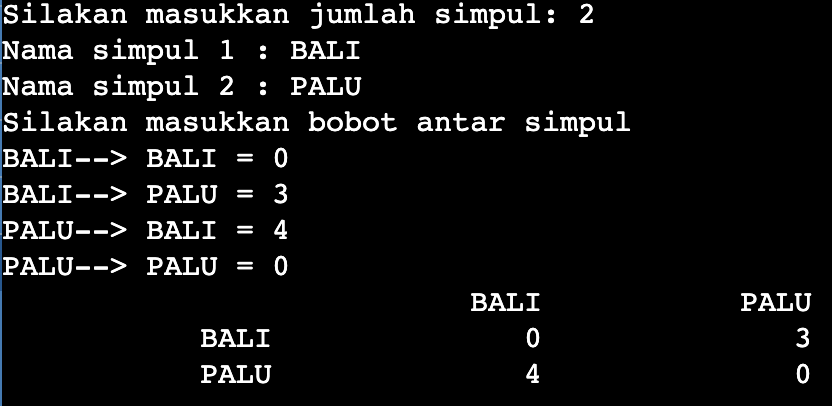 Silakan masukkan jumlah simpul: 2
Nama simpul 1 : BALI
Nama simpul 2 : PALU
Silakan masukkan bobot antar simpul
BALI--> BALI = 0
BALI--> PALU = 3
PALU--> BALI = 4
PALU--> PALU = 0
BALI PALU
BALI 0 3
PALU 4 0